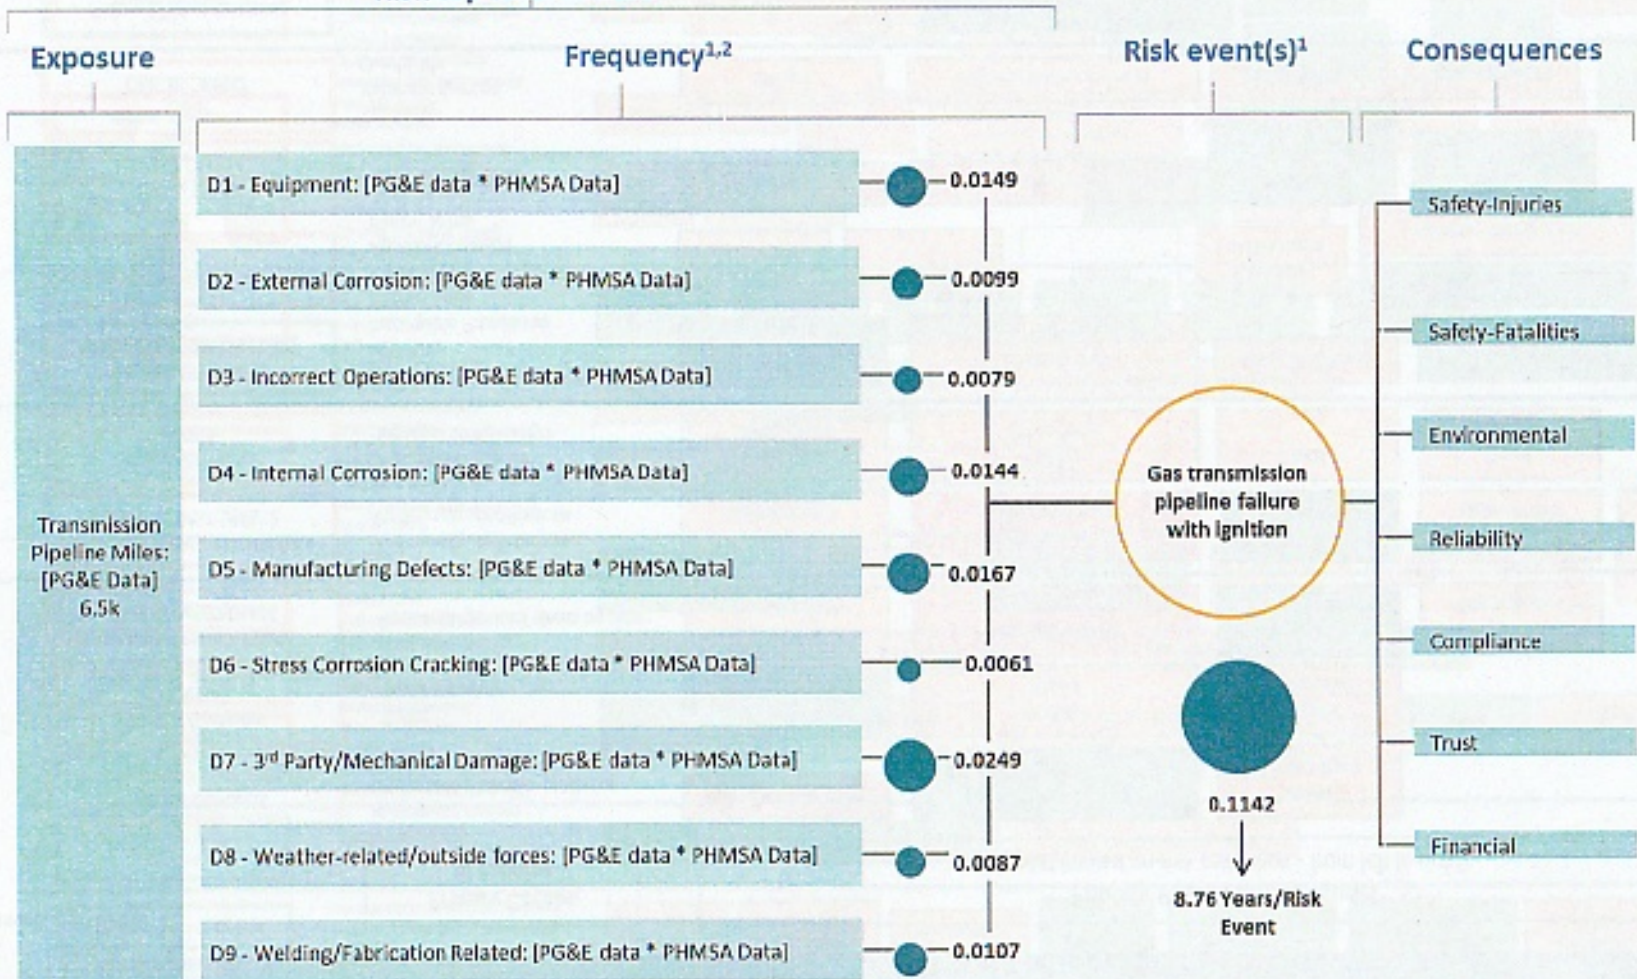 Exposure
Frequency1,2
Risk event(s)1
Consequences
Transmission
Pipeline Miles:
[PG&E Data]
6.5k
D1 - Equipment: [PG&E data * PHMSA Data]
0.0149
D2 - External Corrosion: [PG&E data * PHMSA Data]
0.0099
D3 - Incorrect Operations: [PG&E data * PHMSA Data]
0.0079
D4 - Internal Corrosion: [PG&E data * PHMSA Data]
0.0144
D5 - Manufacturing Defects: [PG&E data * PHMSA Data]
0.0167
D6 - Stress Corrosion Cracking: [PG&E data * PHMSA Data]
0.0061
D7 - 3rd Party/Mechanical Damage: [PG&E data * PHMSA Data]
0.0249
D8 - Weather-related/outside forces: [PG&E data * PHMSA Data]
0.0087
D9 - Welding/Fabrication Related: [PG&E data * PHMSA Data]
0.0107
Gas transmission
pipeline failure
with ignition
0.1142
8.76 Years/Risk
Event
Safety-Injuries
Safety-Fatalities
Environmental
Reliability
Compliance
Trust
Financial